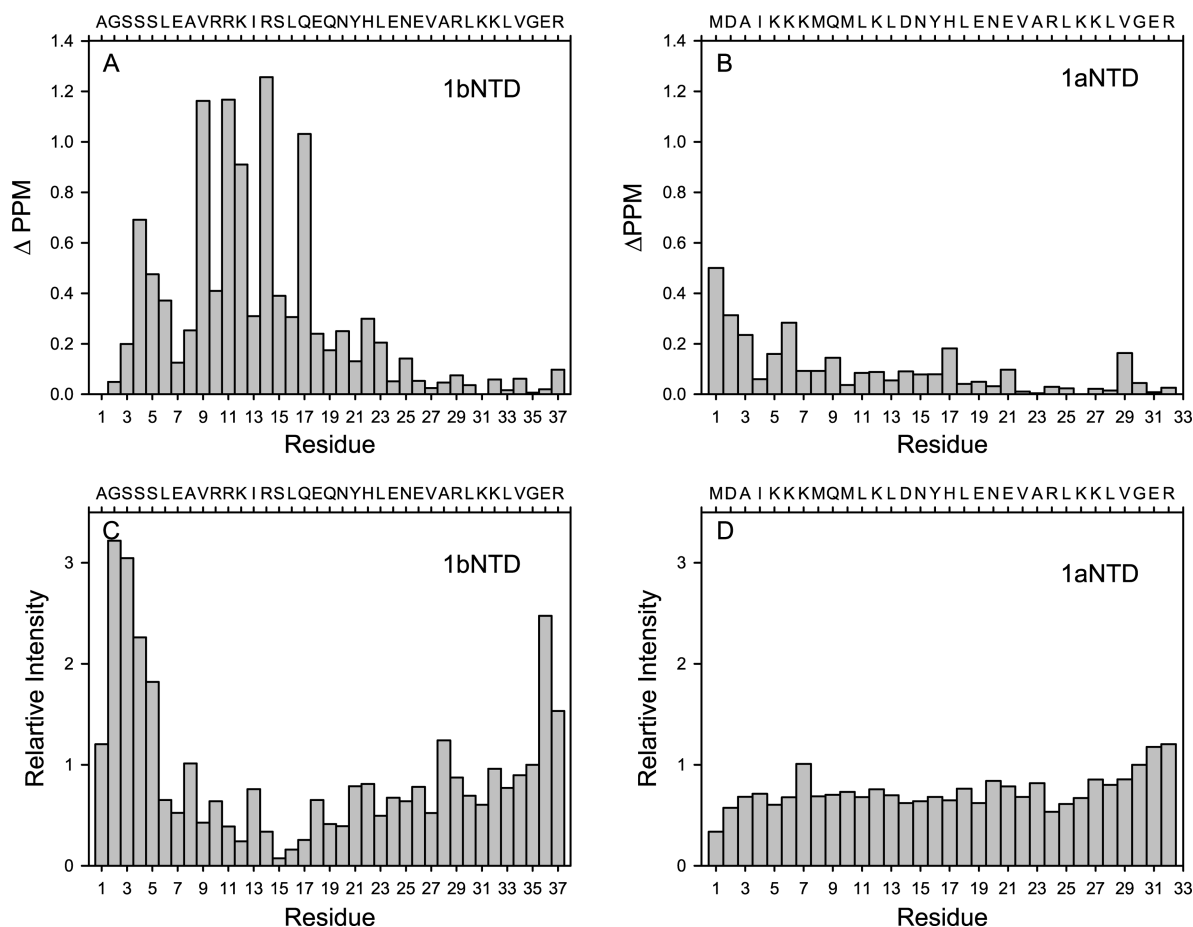 AGSSSLEAVRRKIRSLQEQNYHLENEVARLKKLVGER
1.4
1.2
1.0
0.8
0.6
0.4
0.2
0.0
A
1bNTD
Δ PPM
1 3 5 7 9 11 13 15 17 19 21 23 25 27 29 31 33 35 37
Residue
MDAIKKKMQMLKLDNYHLENEVARLKKLVGER
1.4
1.2
1.0
0.8
0.6
0.4
0.2
0.0
B
1aNTD
ΔPPM
1 3 5 7 9 11 13 15 17 19 21 23 25 27 29 31 33
Residue
AGSSSLEAVRRKIRSLQEQNYHLENEVARLKKLVGER
3
2
1
0
C
1bNTD
Relartive Intensity
1 3 5 7 9 11 13 15 17 19 21 23 25 27 29 31 33 35 37
Residue
MDAIKKKMQMLKLDNYHLENEVARLKKLVGER
3
2
1
0
D
1aNTD
Relartive Intensity
1 3 5 7 9 11 13 15 17 19 21 23 25 27 29 31 33
Residue